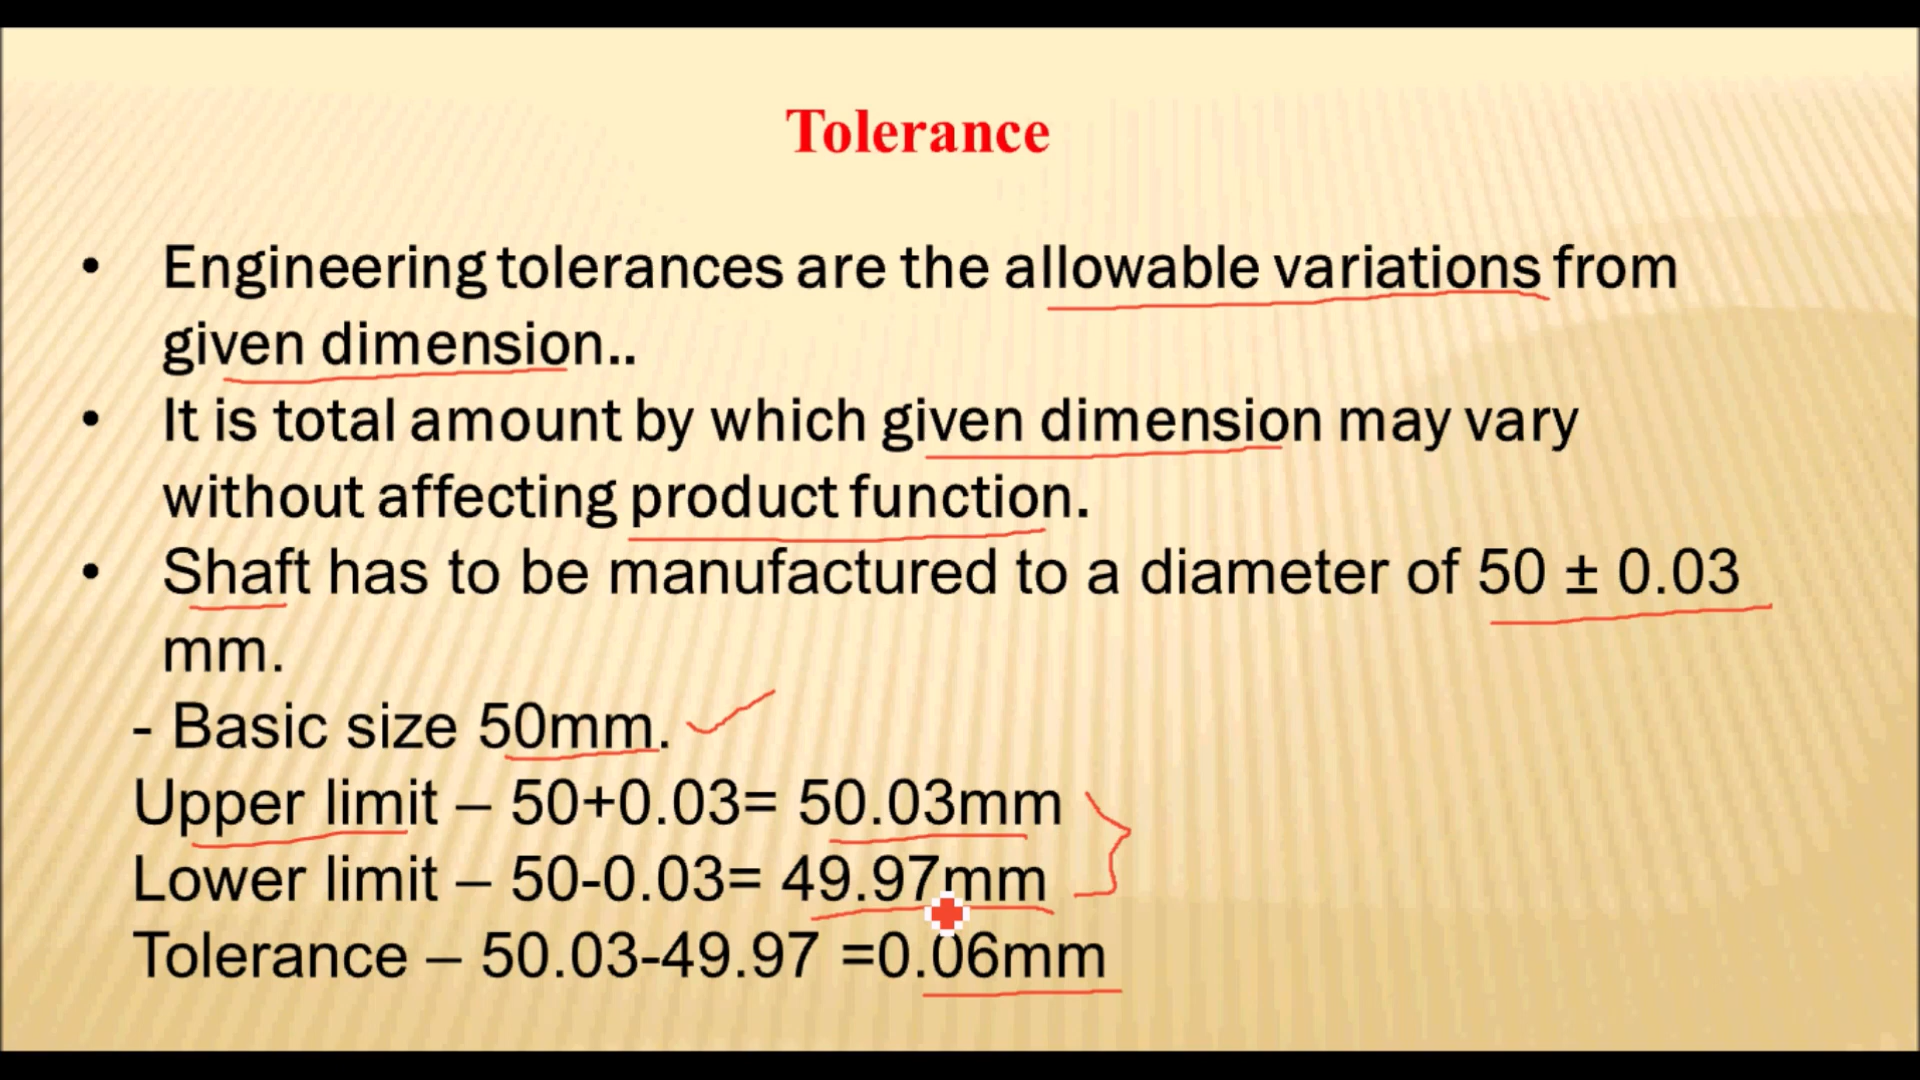 Tolerance
• Engineering tolerances are the allowable variations from
given dimension..
• It is total amount by which given dimension may vary
without affecting product function.
• Shaft has to be manufactured to a diameter of 50 ± 0.03
mm.
- Basic size 50mm.
Upper limit – 50+0.03= 50.03mm
Lower limit – 50-0.03= 49.97mm
Tolerance – 50.03-49.97 =0.06mm